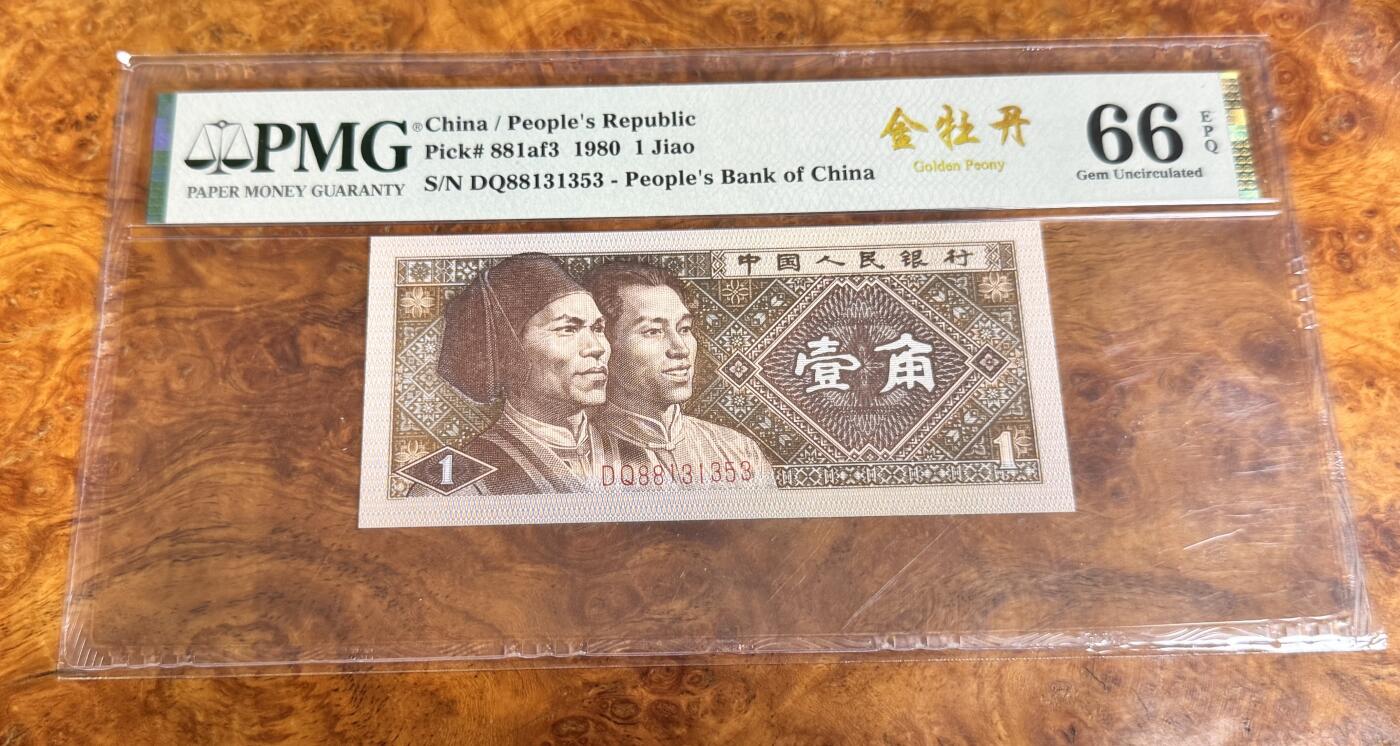 PMG®
PAPER MONEY GUARANTY
China / People's Republic
Pick# 881af3 1980 1 Jiao
S/N DQ88131353 - People's Bank of China
金牡丹
Golden Peony
66
EPQ
Gem Uncirculated
中国人民银行
壹角
1
1
DQ88131353